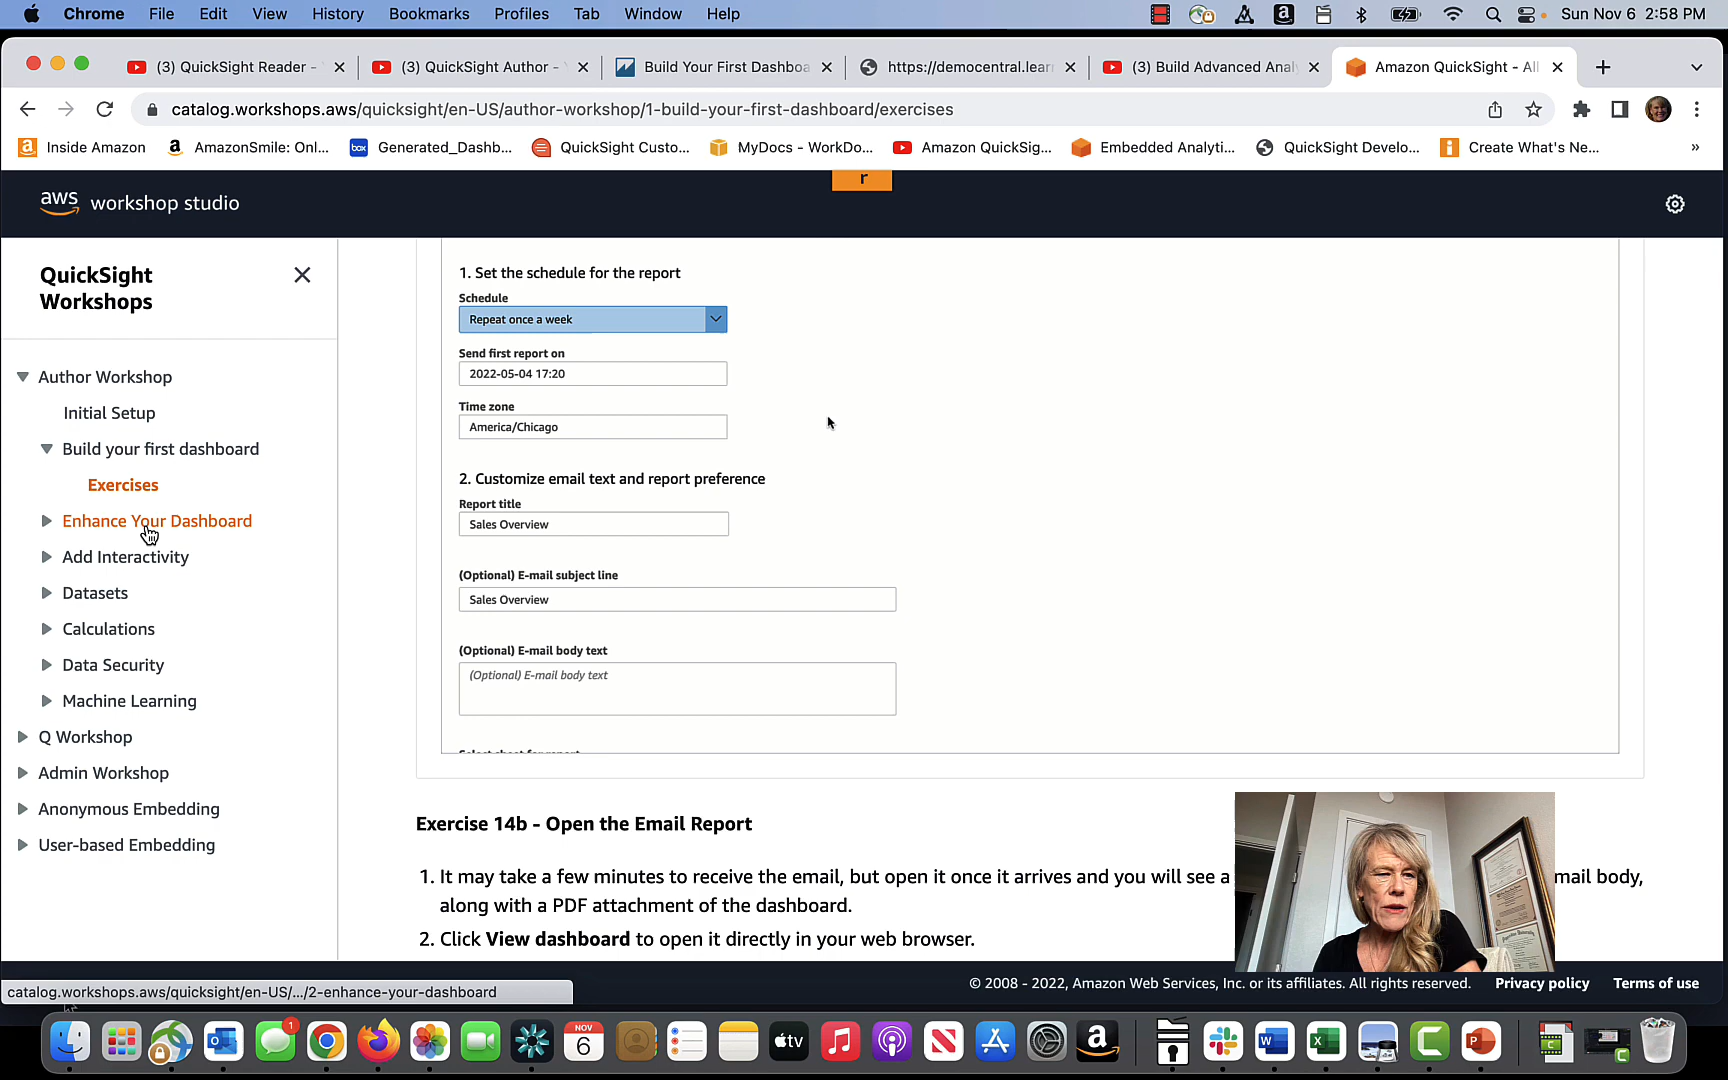 Chrome File Edit View History Bookmarks Profiles Tab Window Help
Sun Nov 6 2:58 PM
(3) QuickSight Reader -
(3) QuickSight Author -
Build Your First Dashboa
https://democentral.lear
(3) Build Advanced Anal
Amazon QuickSight - All
catalog.workshops.aws/quicksight/en-US/author-workshop/1-build-your-first-dashboard/exercises
Inside Amazon
AmazonSmile: Onl...
box
Generated_Dashb...
QuickSight Custo...
MyDocs - WorkDo...
Amazon QuickSig...
Embedded Analyti...
QuickSight Develo...
Create What's Ne...
»
r
aws workshop studio
QuickSight
Workshops
Author Workshop
Initial Setup
Build your first dashboard
Exercises
Enhance Your Dashboard
Add Interactivity
Datasets
Calculations
Data Security
Machine Learning
Q Workshop
Admin Workshop
Anonymous Embedding
User-based Embedding
1. Set the schedule for the report
Schedule
Repeat once a week
Send first report on
2022-05-04 17:20
Time zone
America/Chicago
2. Customize email text and report preference
Report title
Sales Overview
(Optional) E-mail subject line
Sales Overview
(Optional) E-mail body text
(Optional) E-mail body text
Exercise 14b - Open the Email Report
1. It may take a few minutes to receive the email, but open it once it arrives and you will see a mail body,
along with a PDF attachment of the dashboard.
2. Click View dashboard to open it directly in your web browser.
© 2008 - 2022, Amazon Web Services, Inc. or its affiliates. All rights reserved. Privacy policy Terms of use
catalog.workshops.aws/quicksight/en-US/.../2-enhance-your-dashboard
1
NOV
6
tv